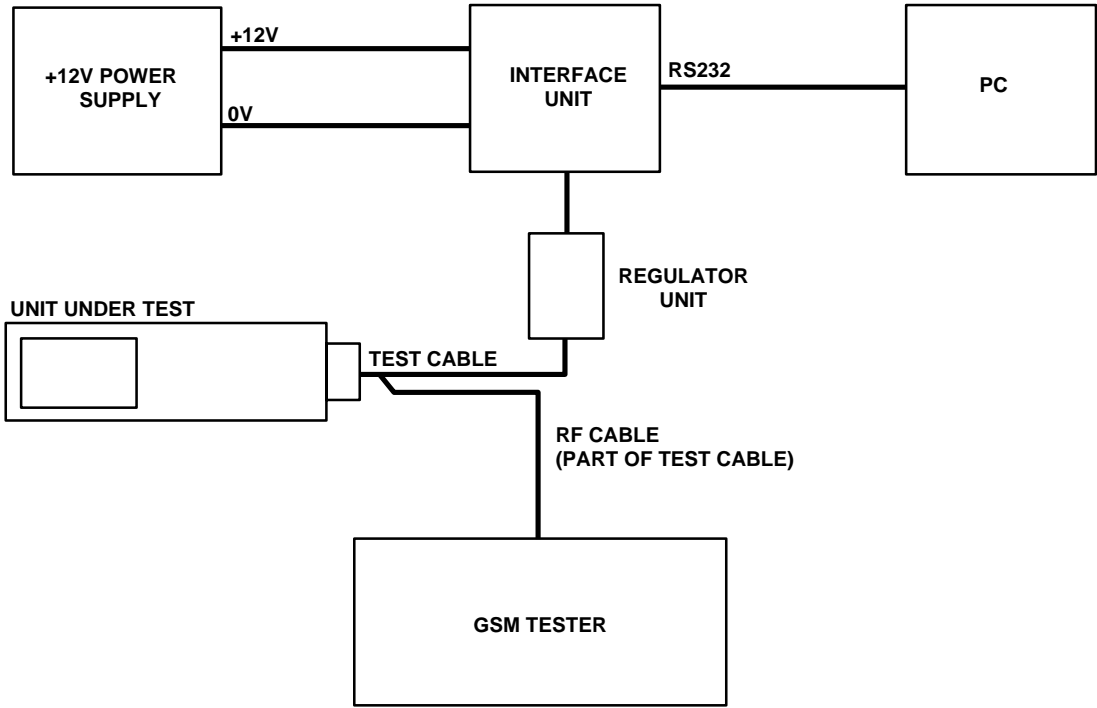 +12V
+12V POWER
SUPPLY
0V
INTERFACE
UNIT
RS232
PC
REGULATOR
UNIT
UNIT UNDER TEST
TEST CABLE
RF CABLE
(PART OF TEST CABLE)
GSM TESTER